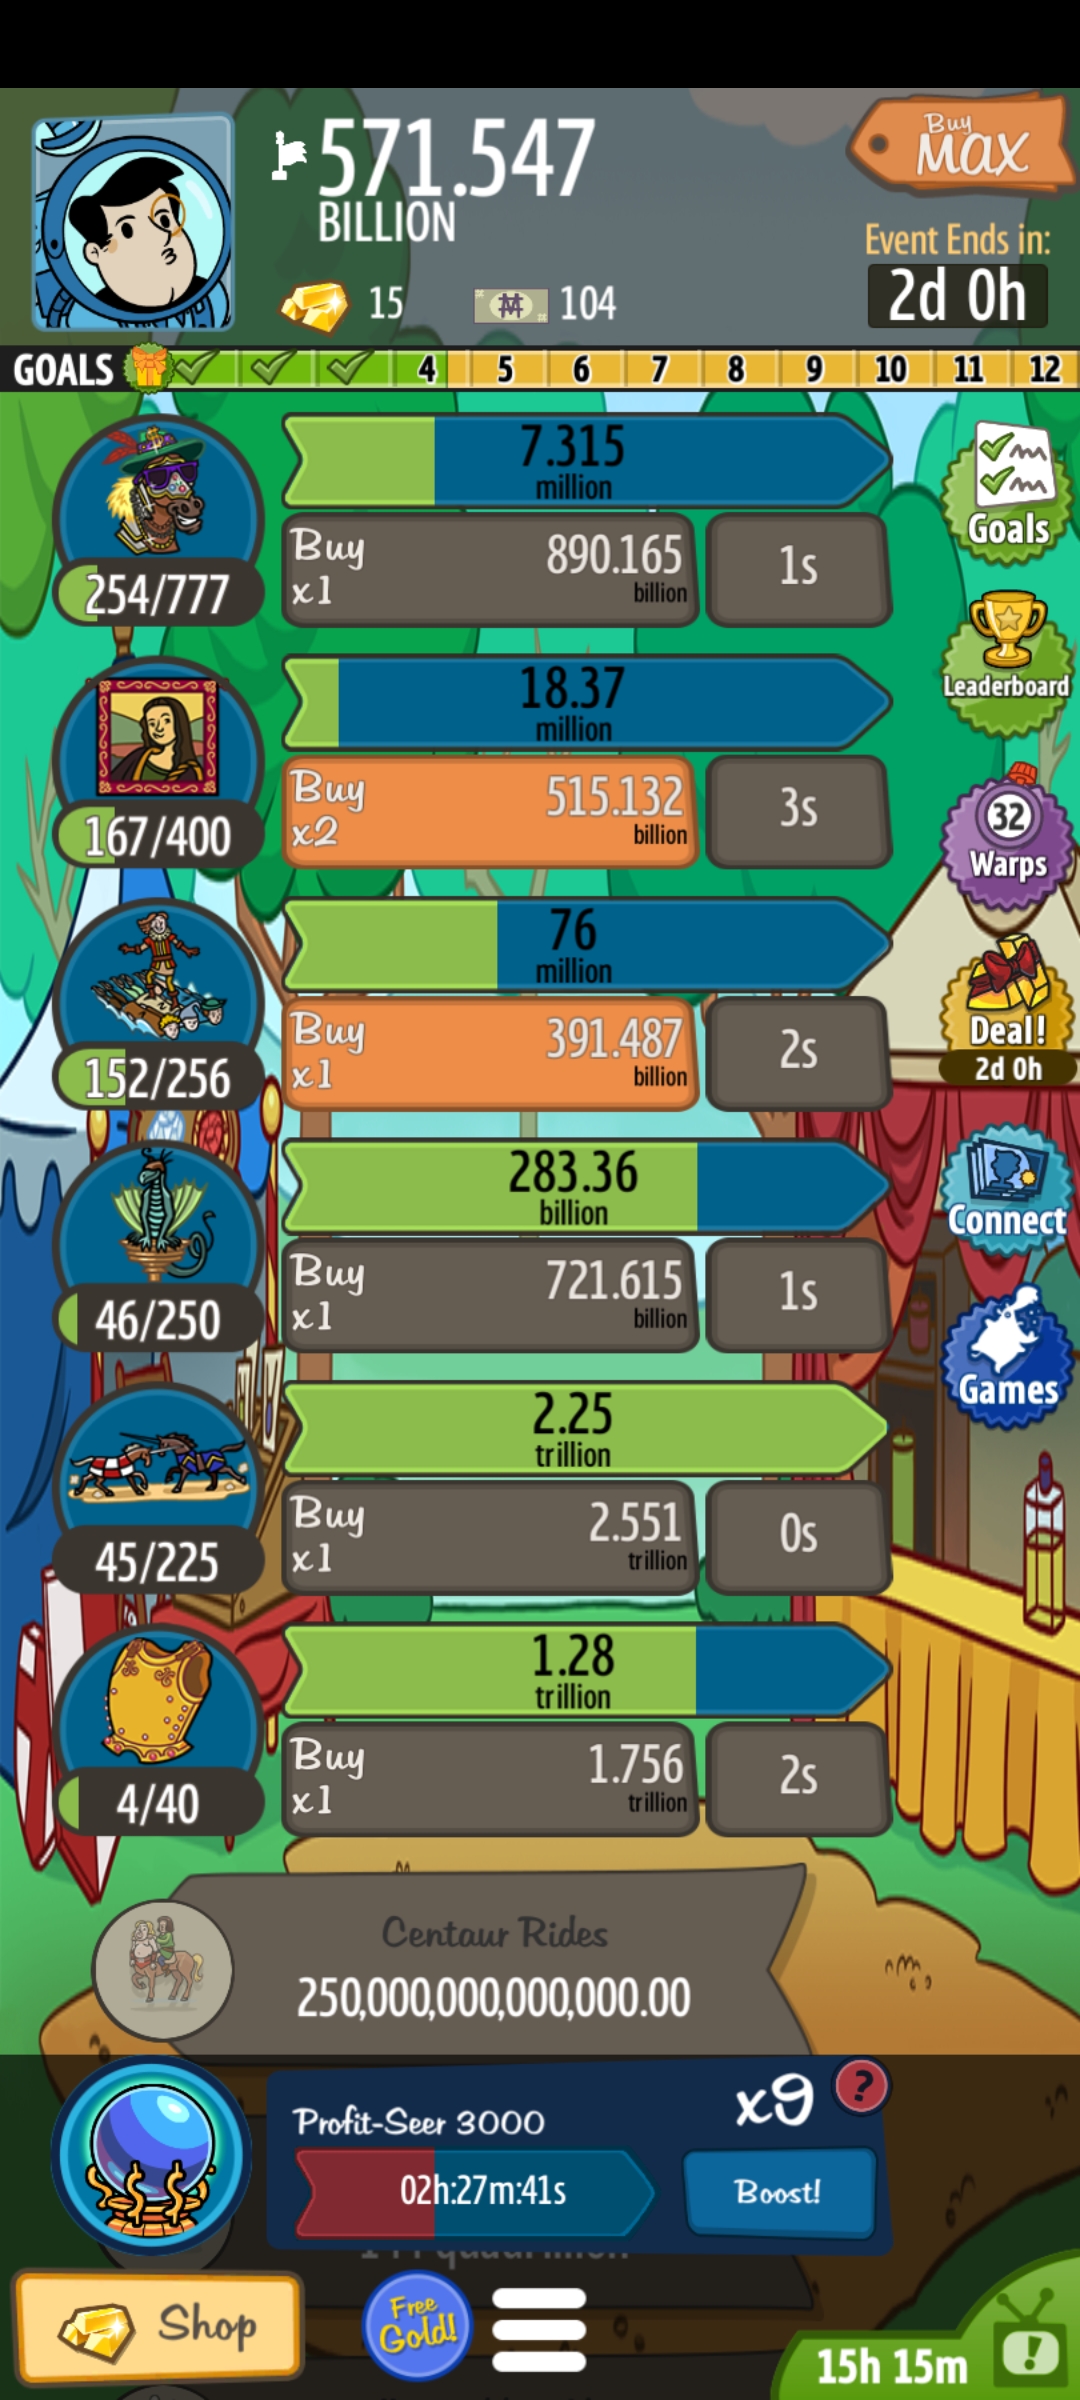 571.547
BILLION
Buy
MAX
Event Ends in:
2d 0h
15
104
GOALS 4 5 6 7 8 9 10 11 12
7.315
million
Buy
x1
890.165
billion
1s
254/777
Goals
18.37
million
Buy
x2
515.132
billion
3s
167/400
Leaderboard
32
Warps
76
million
Buy
x1
391.487
billion
2s
152/256
Deal!
2d 0h
283.36
billion
Buy
x1
721.615
billion
1s
46/250
Connect
Games
2.25
trillion
Buy
x1
2.551
trillion
0s
45/225
1.28
trillion
Buy
x1
1.756
trillion
2s
4/40
Centaur Rides
250,000,000,000,000.00
Profit-Seer 3000
x9
?
02h:27m:41s
Boost!
Shop
Free
Gold!
15h 15m
!